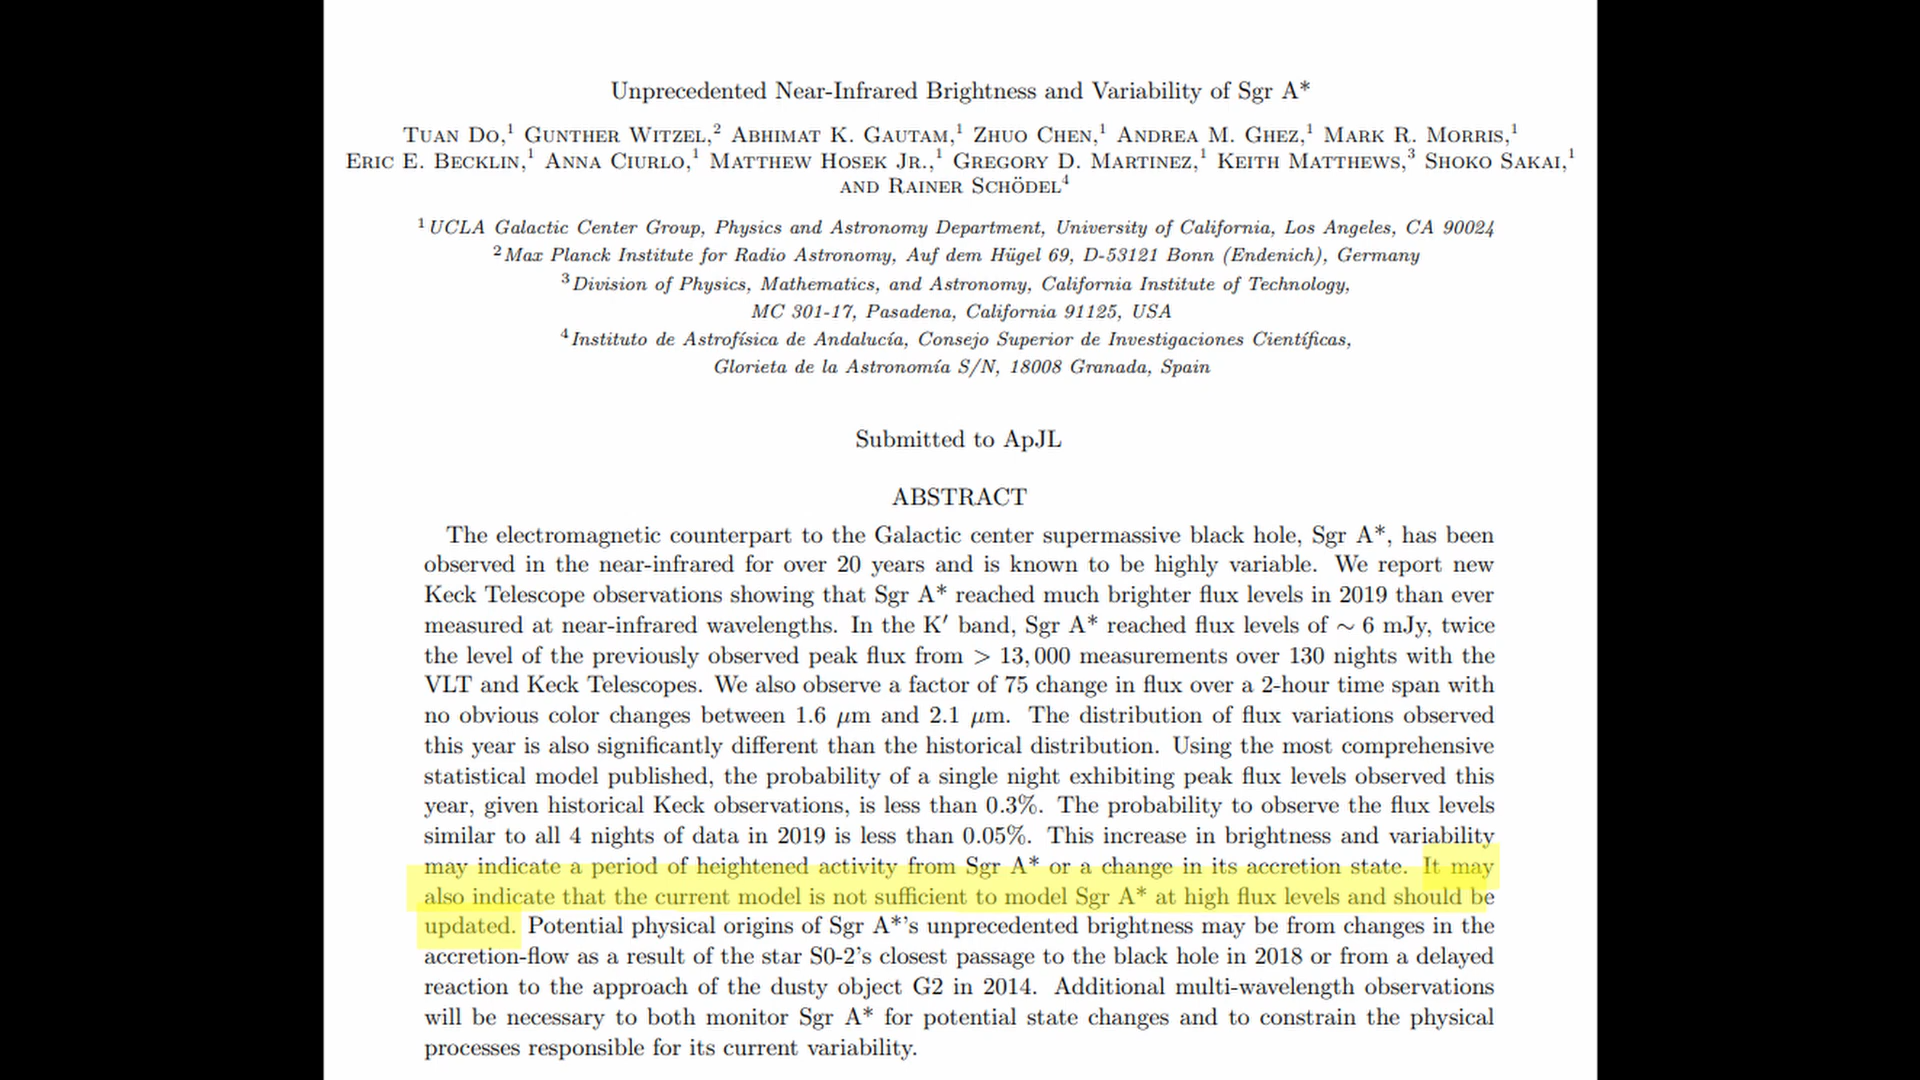 Unprecedented Near-Infrared Brightness and Variability of Sgr A*
Tuan Do,1 Gunther Witzel,2 Abhimat K. Gautam,1 Zhuo Chen,1 Andrea M. Ghez,1 Mark R. Morris,1
Eric E. Becklin,1 Anna Ciurlo,1 Matthew Hosek Jr.,1 Gregory D. Martinez,1 Keith Matthews,3 Shoko Sakai,1
and Rainer Schödel4
1 UCLA Galactic Center Group, Physics and Astronomy Department, University of California, Los Angeles, CA 90024
2 Max Planck Institute for Radio Astronomy, Auf dem Hügel 69, D-53121 Bonn (Endenich), Germany
3 Division of Physics, Mathematics, and Astronomy, California Institute of Technology,
MC 301-17, Pasadena, California 91125, USA
4 Instituto de Astrofísica de Andalucía, Consejo Superior de Investigaciones Científicas,
Glorieta de la Astronomía S/N, 18008 Granada, Spain
Submitted to ApJL
ABSTRACT
The electromagnetic counterpart to the Galactic center supermassive black hole, Sgr A*, has been
observed in the near-infrared for over 20 years and is known to be highly variable. We report new
Keck Telescope observations showing that Sgr A* reached much brighter flux levels in 2019 than ever
measured at near-infrared wavelengths. In the K′ band, Sgr A* reached flux levels of ∼ 6 mJy, twice
the level of the previously observed peak flux from > 13,000 measurements over 130 nights with the
VLT and Keck Telescopes. We also observe a factor of 75 change in flux over a 2-hour time span with
no obvious color changes between 1.6 μm and 2.1 μm. The distribution of flux variations observed
this year is also significantly different than the historical distribution. Using the most comprehensive
statistical model published, the probability of a single night exhibiting peak flux levels observed this
year, given historical Keck observations, is less than 0.3%. The probability to observe the flux levels
similar to all 4 nights of data in 2019 is less than 0.05%. This increase in brightness and variability
may indicate a period of heightened activity from Sgr A* or a change in its accretion state. It may
also indicate that the current model is not sufficient to model Sgr A* at high flux levels and should be
updated. Potential physical origins of Sgr A*'s unprecedented brightness may be from changes in the
accretion-flow as a result of the star S0-2's closest passage to the black hole in 2018 or from a delayed
reaction to the approach of the dusty object G2 in 2014. Additional multi-wavelength observations
will be necessary to both monitor Sgr A* for potential state changes and to constrain the physical
processes responsible for its current variability.